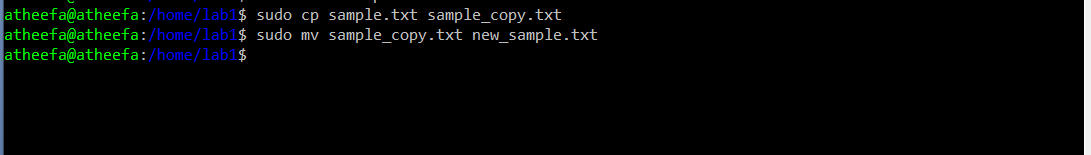 atheefa@atheefa:/home/lab1$ sudo cp sample.txt sample_copy.txt
atheefa@atheefa:/home/lab1$ sudo mv sample_copy.txt new_sample.txt
atheefa@atheefa:/home/lab1$